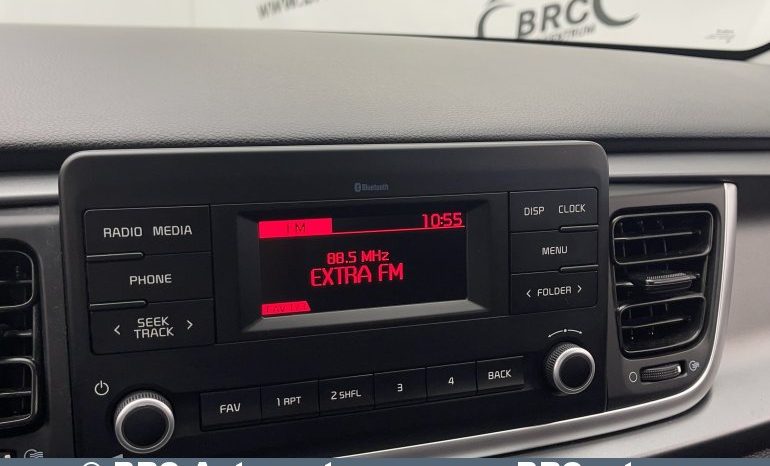 BRC
Bluetooth
RADIO MEDIA
PHONE
< SEEK TRACK >
FM 10:55
88.5 MHz
EXTRA FM
DISP CLOCK
MENU
< FOLDER >
FAV 1 RPT 2 SHFL 3 4 BACK